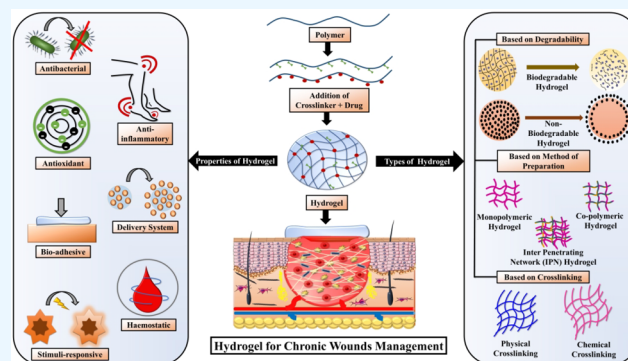 Antibacterial
Anti-
inflammatory
Antioxidant
Delivery System
Bio-adhesive
Haemostatic
Stimuli-responsive
Properties of Hydrogel
Polymer
Addition of
Crosslinker + Drug
Hydrogel
Hydrogel for Chronic Wounds Management
Types of Hydrogel
Based on Degradability
Biodegradable
Hydrogel
Non-
Biodegradable
Hydrogel
Based on Method of
Preparation
Monopolymeric
Hydrogel
Co-polymeric
Hydrogel
Inter Penetrating
Network (IPN) Hydrogel
Based on Crosslinking
Physical
Crosslinking
Chemical
Crosslinking